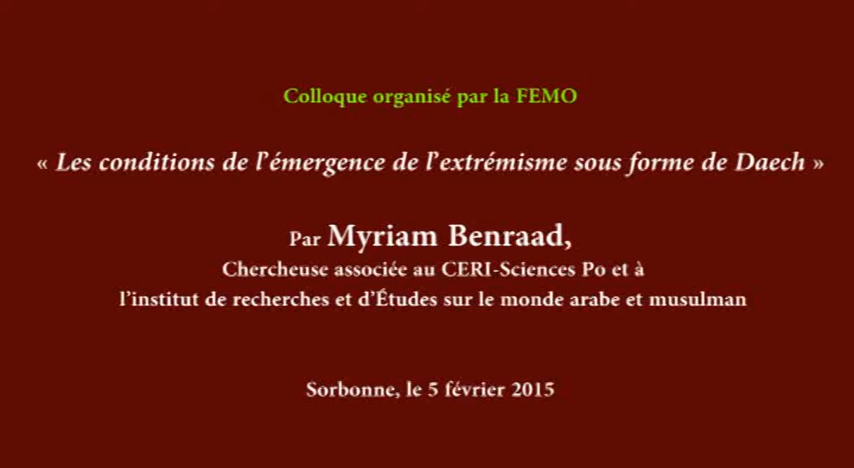 Colloque organisé par la FEMO
« Les conditions de l'émergence de l'extrémisme sous forme de Daech »
Par Myriam Benraad,
Chercheuse associée au CERI-Sciences Po et à
l'institut de recherches et d'Études sur le monde arabe et musulman
Sorbonne, le 5 février 2015